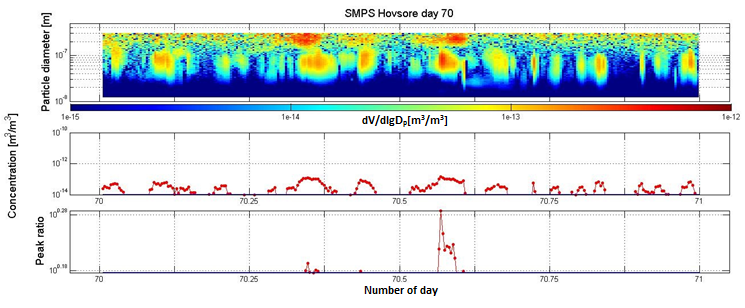 SMPS Hovsore day 70
Particle diameter [m]
10^-7
10^-8
1e-15
1e-14
1e-13
1e-12
dV/dlgDp[m³/m³]
Concentration [m³/m³]
10^-10
10^-12
10^-14
70
70.25
70.5
70.75
71
Peak ratio
10^0.28
10^0.10
70
70.25
70.5
70.75
71
Number of day